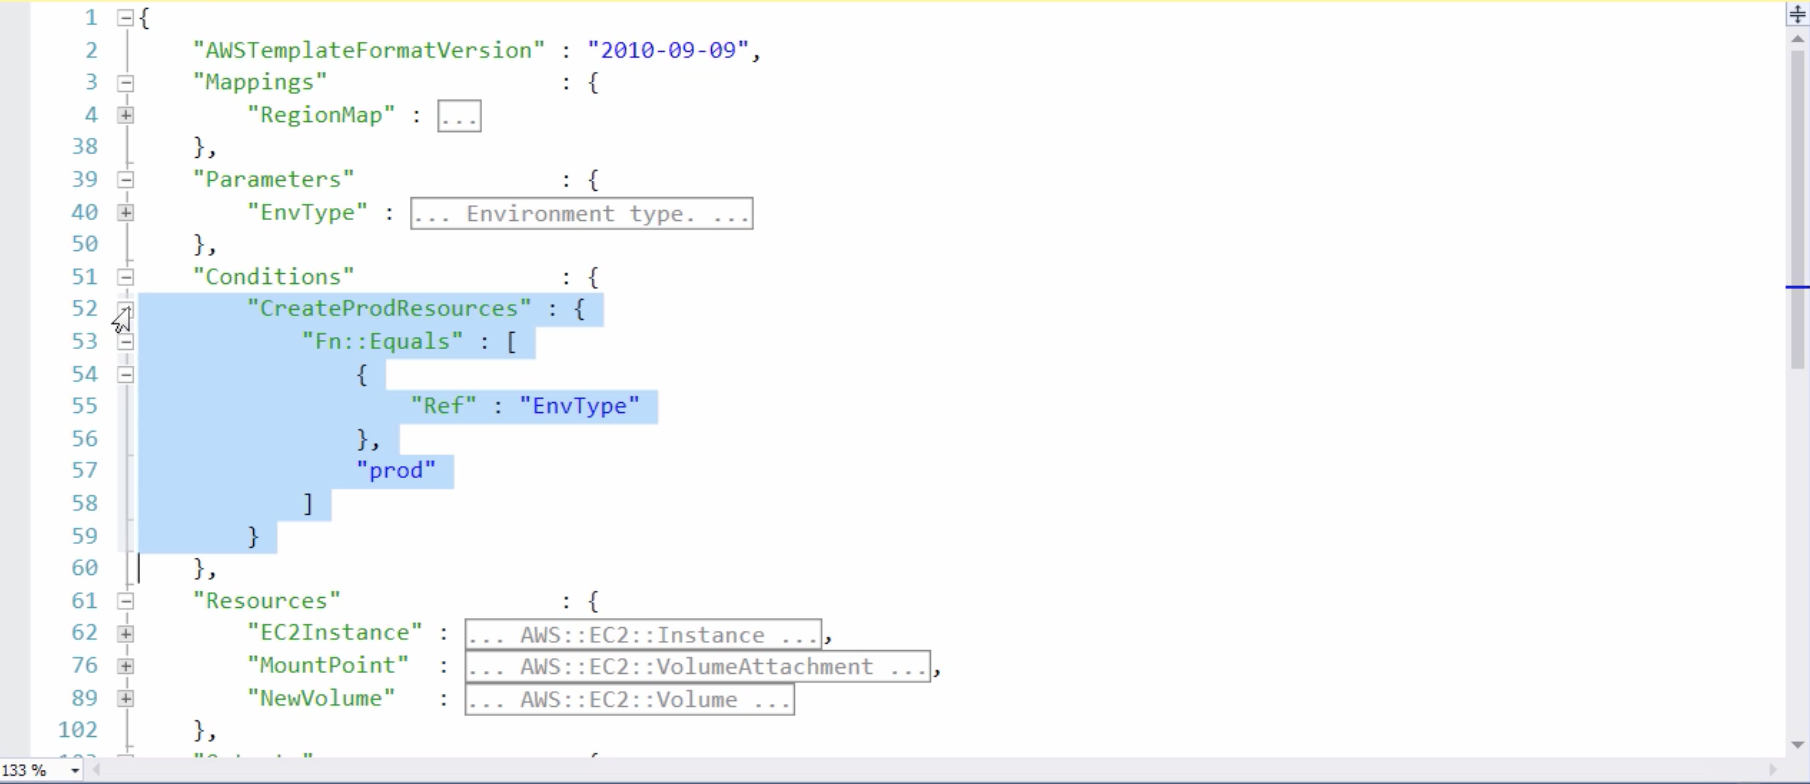 1 {
2 "AWSTemplateFormatVersion" : "2010-09-09",
3 "Mappings" : {
4 "RegionMap" : ...
38 },
39 "Parameters" : {
40 "EnvType" : ... Environment type. ...
50 },
51 "Conditions" : {
52 "CreateProdResources" : {
53 "Fn::Equals" : [
54 {
55 "Ref" : "EnvType"
56 },
57 "prod"
58 ]
59 }
60 },
61 "Resources" : {
62 "EC2Instance" : ... AWS::EC2::Instance ...,
76 "MountPoint" : ... AWS::EC2::VolumeAttachment ...,
89 "NewVolume" : ... AWS::EC2::Volume ...
102 },
133 %